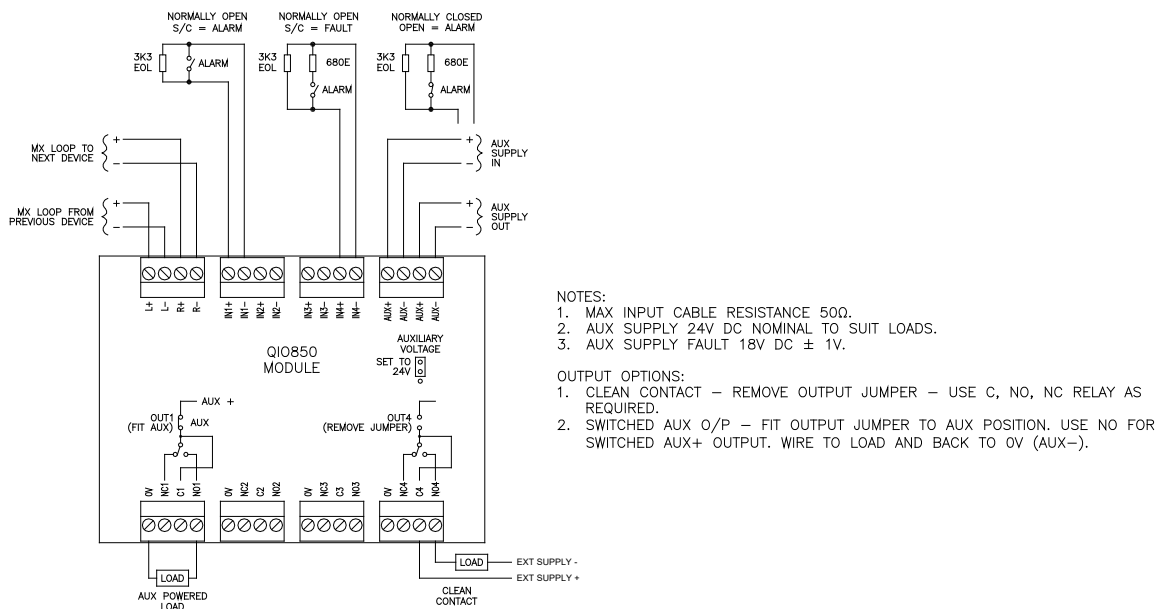 NORMALLY OPEN
S/C = ALARM
NORMALLY OPEN
S/C = FAULT
NORMALLY CLOSED
OPEN = ALARM
3K3
EOL
ALARM
3K3
EOL
680E
ALARM
3K3
EOL
680E
ALARM
MX LOOP TO
NEXT DEVICE
+
-
+
-
AUX
SUPPLY
IN
MX LOOP FROM
PREVIOUS DEVICE
+
-
+
-
AUX
SUPPLY
OUT
L+
L-
R+
R-
IN1+
IN1-
IN2+
IN2-
IN3+
IN3-
IN4+
IN4-
AUX+
AUX-
AUX+
AUX-
QIO850
MODULE
AUXILIARY
VOLTAGE
SET TO
24V
AUX +
OUT1
(FIT AUX)
AUX
OUT4
(REMOVE JUMPER)
0V
NC1
C1
NO1
0V
NC2
C2
NO2
0V
NC3
C3
NO3
0V
NC4
C4
NO4
LOAD
AUX POWERED
LOAD
LOAD
EXT SUPPLY -
EXT SUPPLY +
CLEAN
CONTACT
NOTES:
1. MAX INPUT CABLE RESISTANCE 50Ω.
2. AUX SUPPLY 24V DC NOMINAL TO SUIT LOADS.
3. AUX SUPPLY FAULT 18V DC ± 1V.
OUTPUT OPTIONS:
1. CLEAN CONTACT – REMOVE OUTPUT JUMPER – USE C, NO, NC RELAY AS
REQUIRED.
2. SWITCHED AUX O/P – FIT OUTPUT JUMPER TO AUX POSITION. USE NO FOR
SWITCHED AUX+ OUTPUT. WIRE TO LOAD AND BACK TO 0V (AUX–).